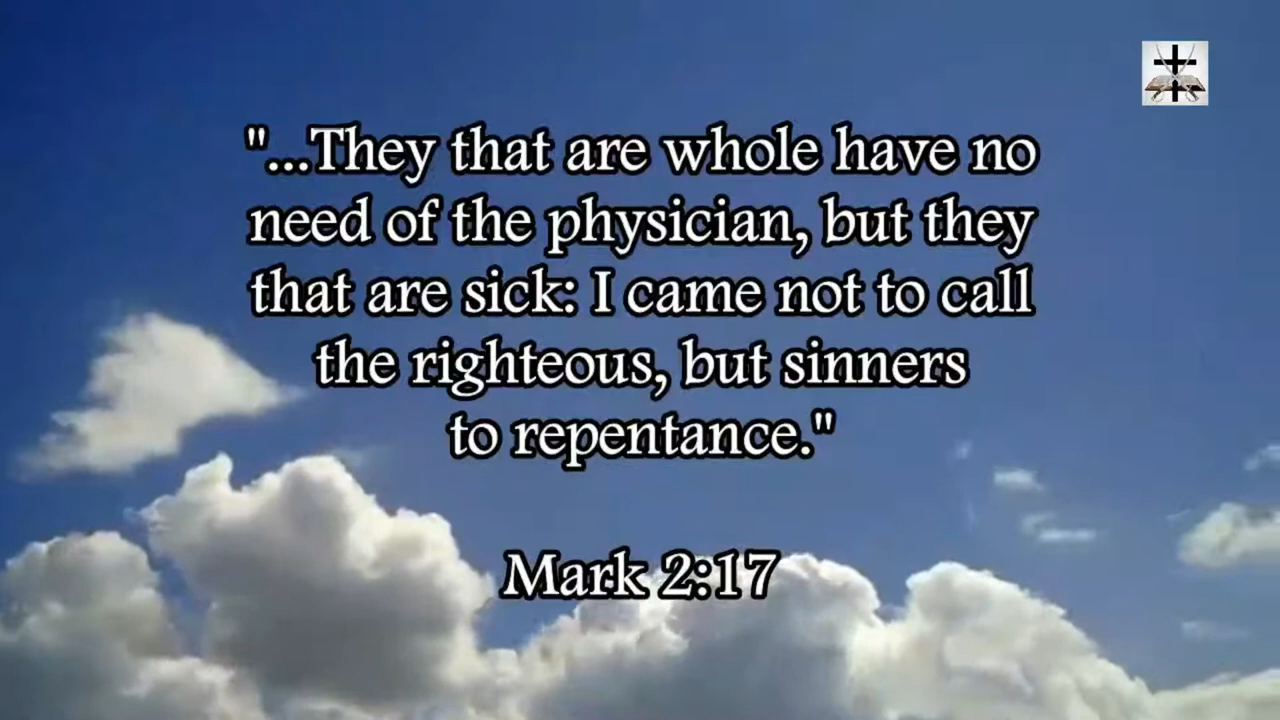 "...They that are whole have no
need of the physician, but they
that are sick: I came not to call
the righteous, but sinners
to repentance."
Mark 2:17